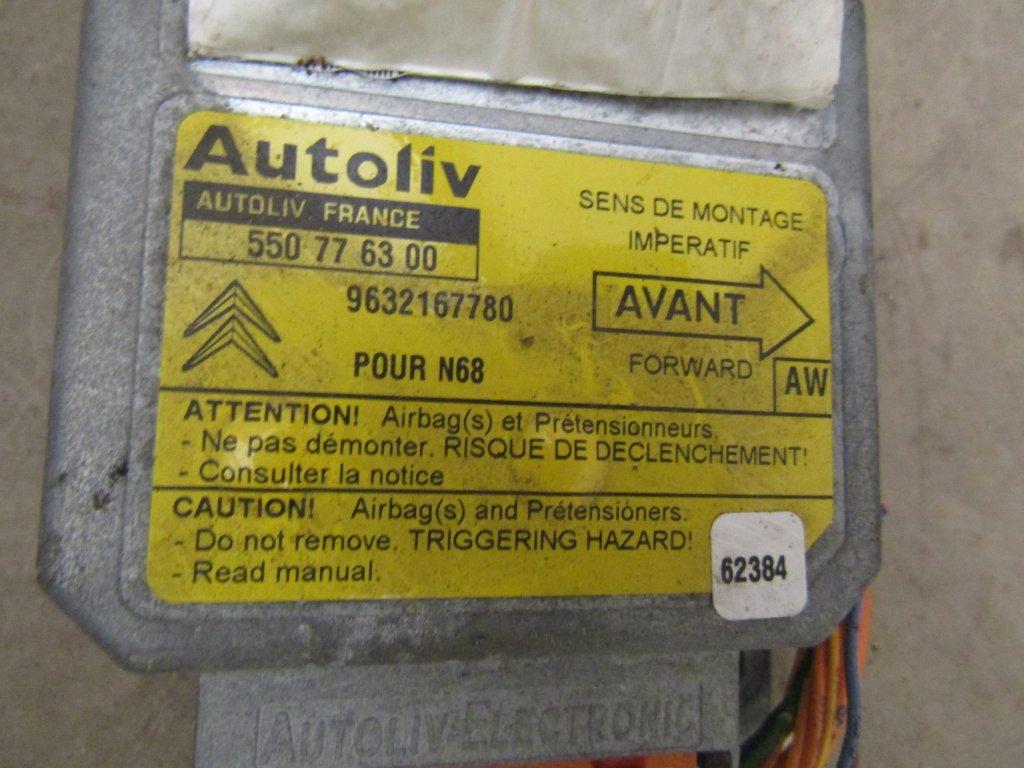 Autoliv
AUTOLIV FRANCE
550 77 63 00
SENS DE MONTAGE
IMPERATIF
9632167780
AVANT
POUR N68
FORWARD
AW
ATTENTION! Airbag(s) et Prétensionneurs.
- Ne pas démonter. RISQUE DE DECLENCHEMENT!
- Consulter la notice
CAUTION! Airbag(s) and Prétensióners.
- Do not remove. TRIGGERING HAZARD!
- Read manual.
62384
AUTOLIV-ELECTRONIC